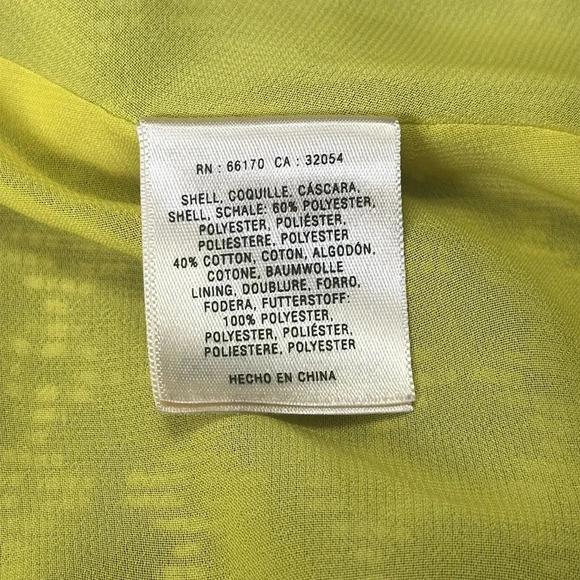 RN : 66170 CA : 32054
SHELL, COQUILLE, CÁSCARA,
SHELL, SCHALE: 60% POLYESTER,
POLYESTER, POLIÉSTER,
POLIESTERE, POLYESTER
40% COTTON, COTON, ALGODÓN,
COTONE, BAUMWOLLE
LINING, DOUBLURE, FORRO,
FODERA, FUTTERSTOFF:
100% POLYESTER,
POLYESTER, POLIÉSTER,
POLIESTERE, POLYESTER
HECHO EN CHINA